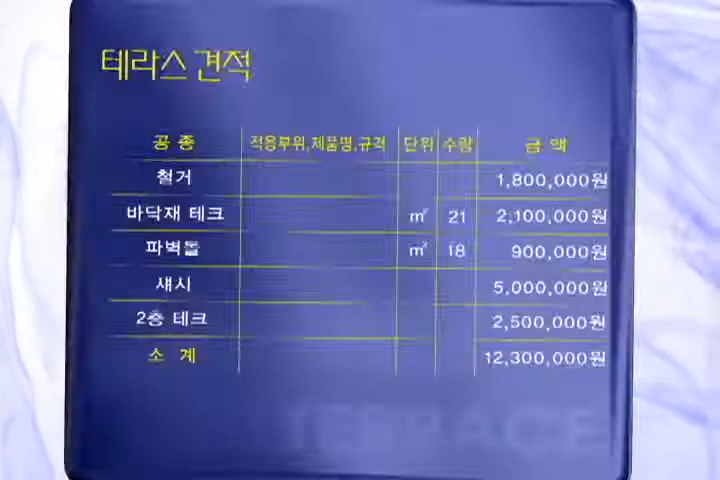 테라스 견적
공 종 적용부위,제품명,규격 단위 수량 금 액
철거 1,800,000원
바닥재 테크 ㎡ 21 2,100,000원
파벽돌 ㎡ 18 900,000원
섀시 5,000,000원
2층 테크 2,500,000원
소 계 12,300,000원
TERRACE